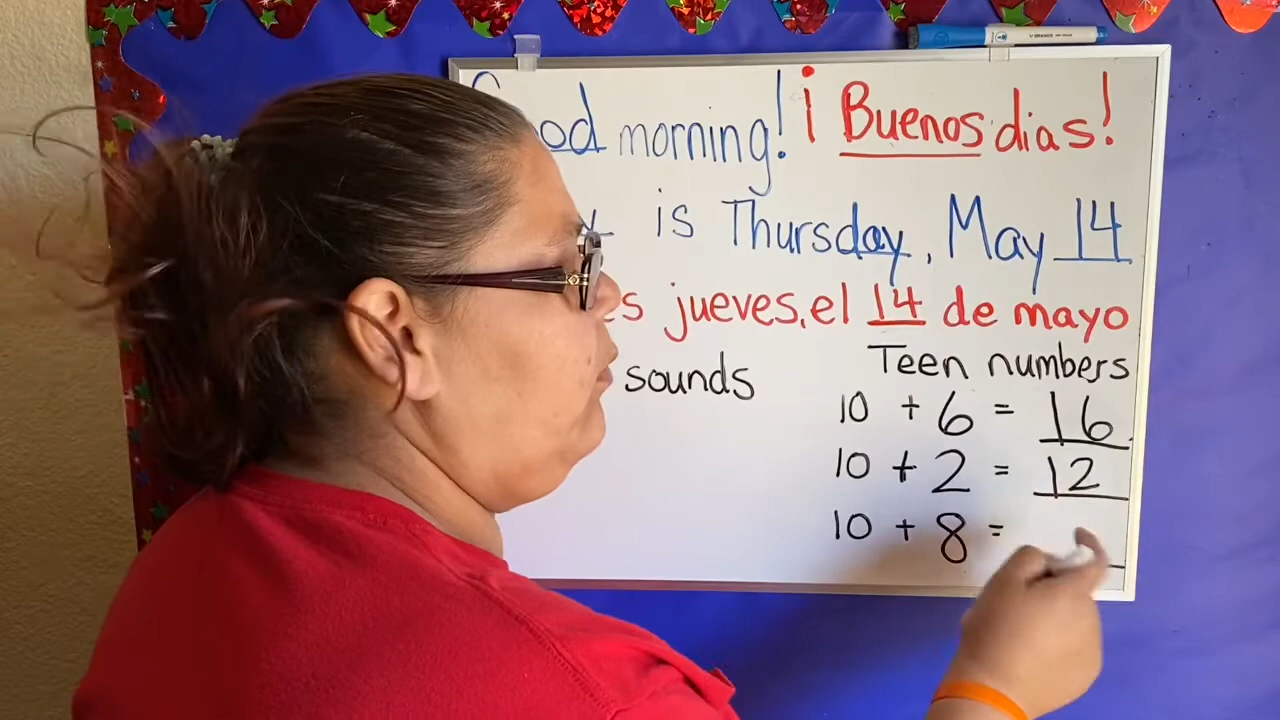 Good morning! ¡Buenos dias!
is Thursday, May 14
es jueves, el 14 de mayo
sounds
Teen numbers
10 + 6 = 16
10 + 2 = 12
10 + 8 =